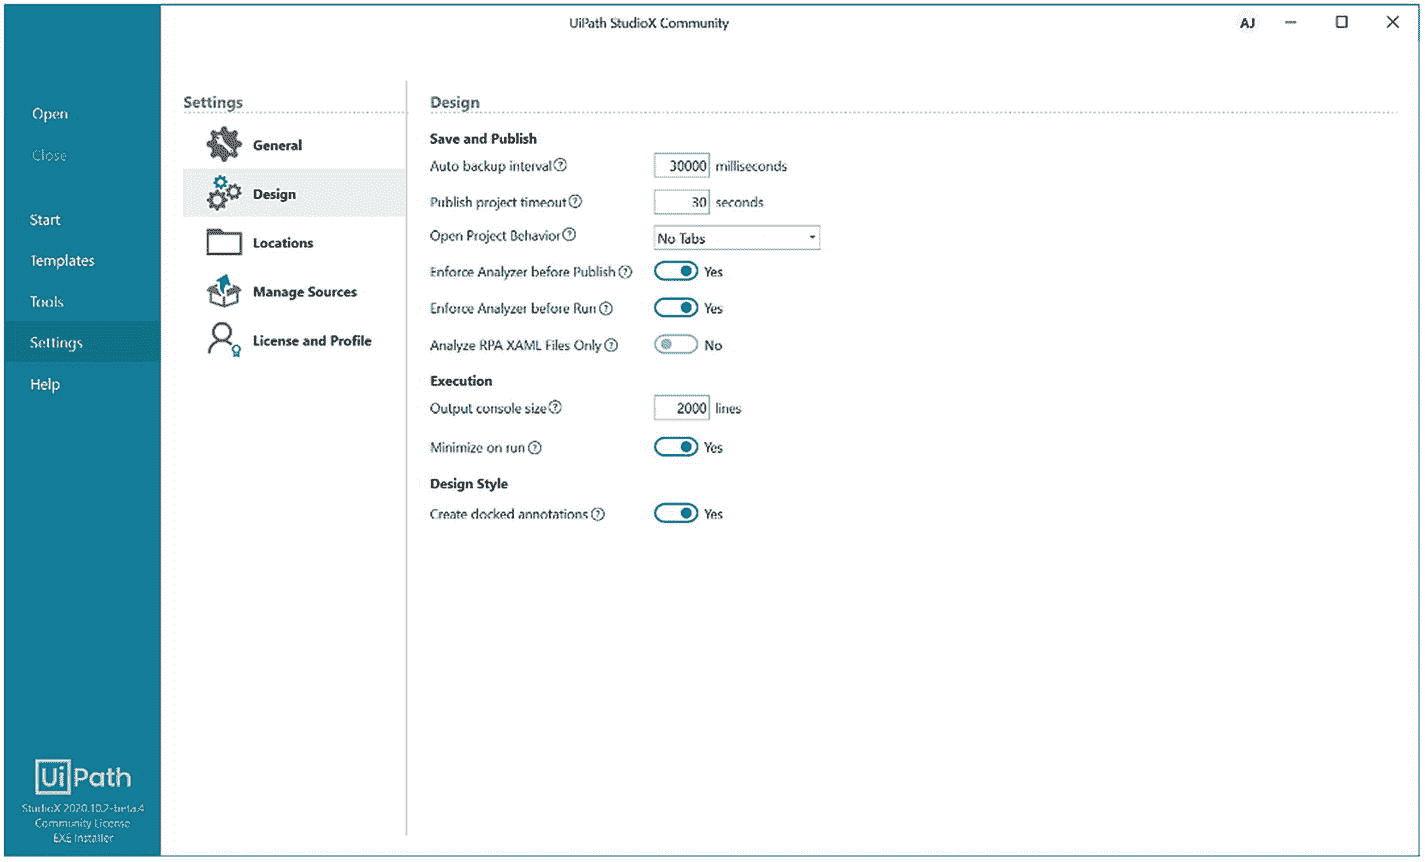 UiPath StudioX Community
AJ
Open
Close
Start
Templates
Tools
Settings
Help
UiPath
StudioX 2020.10.2-beta.4
Community License
EXE Installer
Settings
General
Design
Locations
Manage Sources
License and Profile
Design
Save and Publish
Auto backup interval ? 30000 milliseconds
Publish project timeout ? 30 seconds
Open Project Behavior ? No Tabs
Enforce Analyzer before Publish ? Yes
Enforce Analyzer before Run ? Yes
Analyze RPA XAML Files Only ? No
Execution
Output console size ? 2000 lines
Minimize on run ? Yes
Design Style
Create docked annotations ? Yes